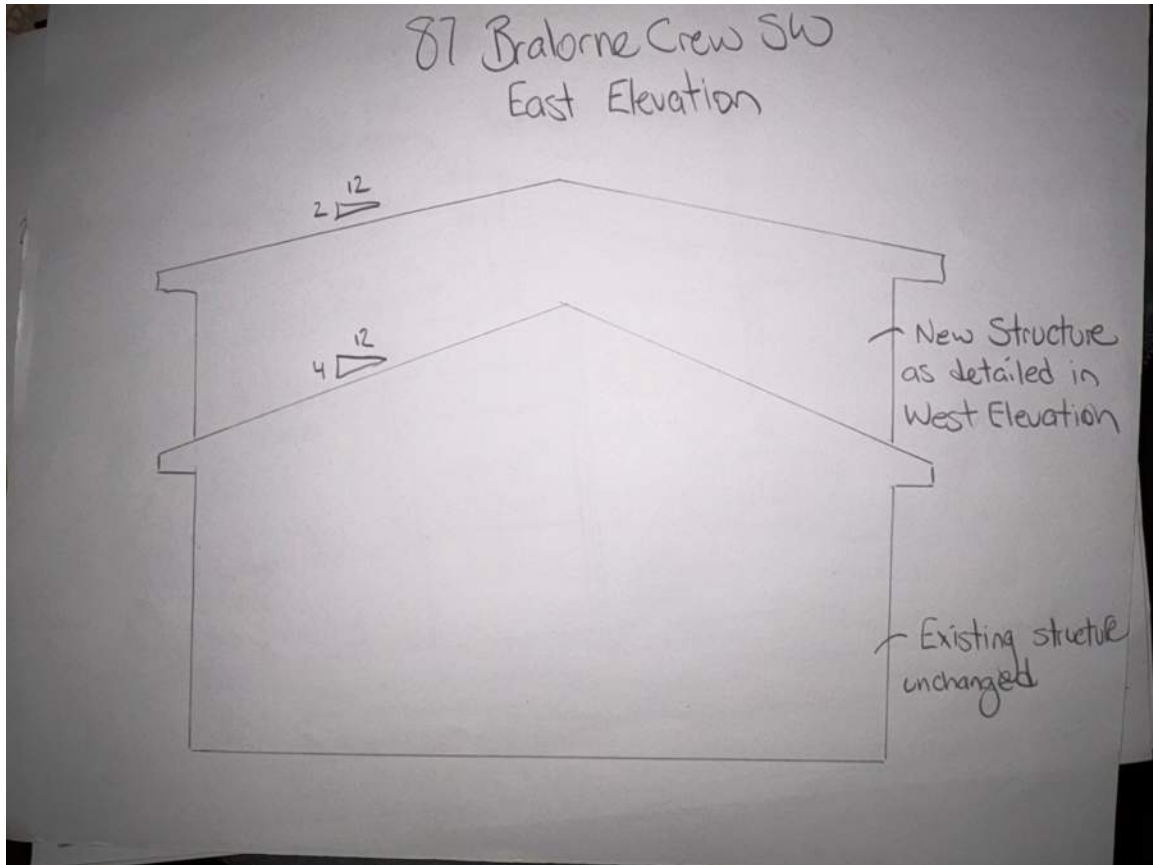 87 Bralorne Crew SW
East Elevation
12
2
12
4
New Structure
as detailed in
West Elevation
Existing structure
unchanged